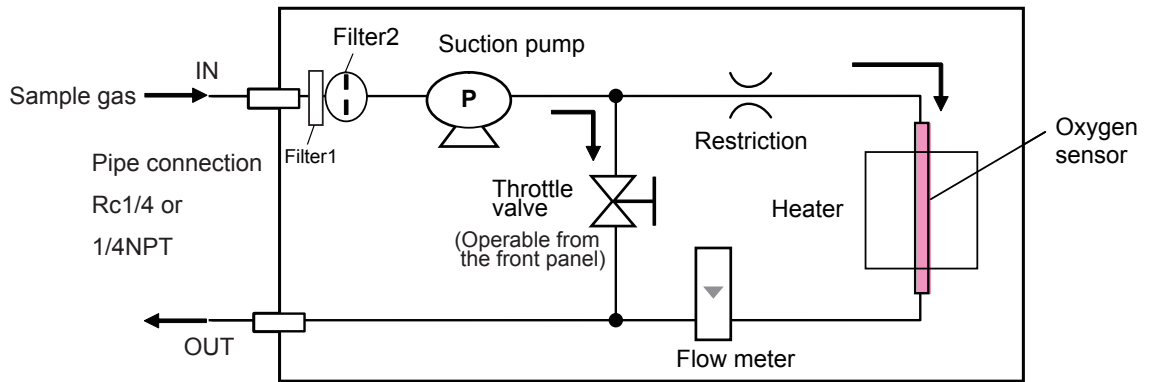 Filter2
Suction pump
IN
Sample gas
P
Filter1
Restriction
Oxygen
sensor
Pipe connection
Rc1/4 or
1/4NPT
Throttle
valve
(Operable from
the front panel)
Heater
OUT
Flow meter